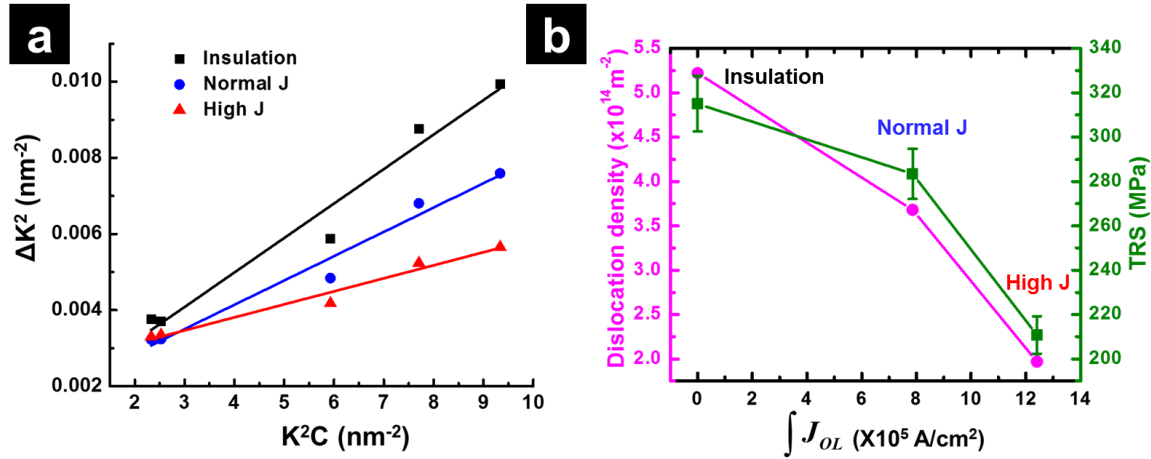 a
Insulation
Normal J
High J
0.010
0.008
0.006
0.004
0.002
ΔK² (nm⁻²)
2 3 4 5 6 7 8 9 10
K²C (nm⁻²)
b
5.5
5.0
4.5
4.0
3.5
3.0
2.5
2.0
Dislocation density (x10¹⁴m⁻²)
Insulation
Normal J
High J
340
320
300
280
260
240
220
200
TRS (MPa)
0 2 4 6 8 10 12 14
∫ J_OL (X10⁵ A/cm²)